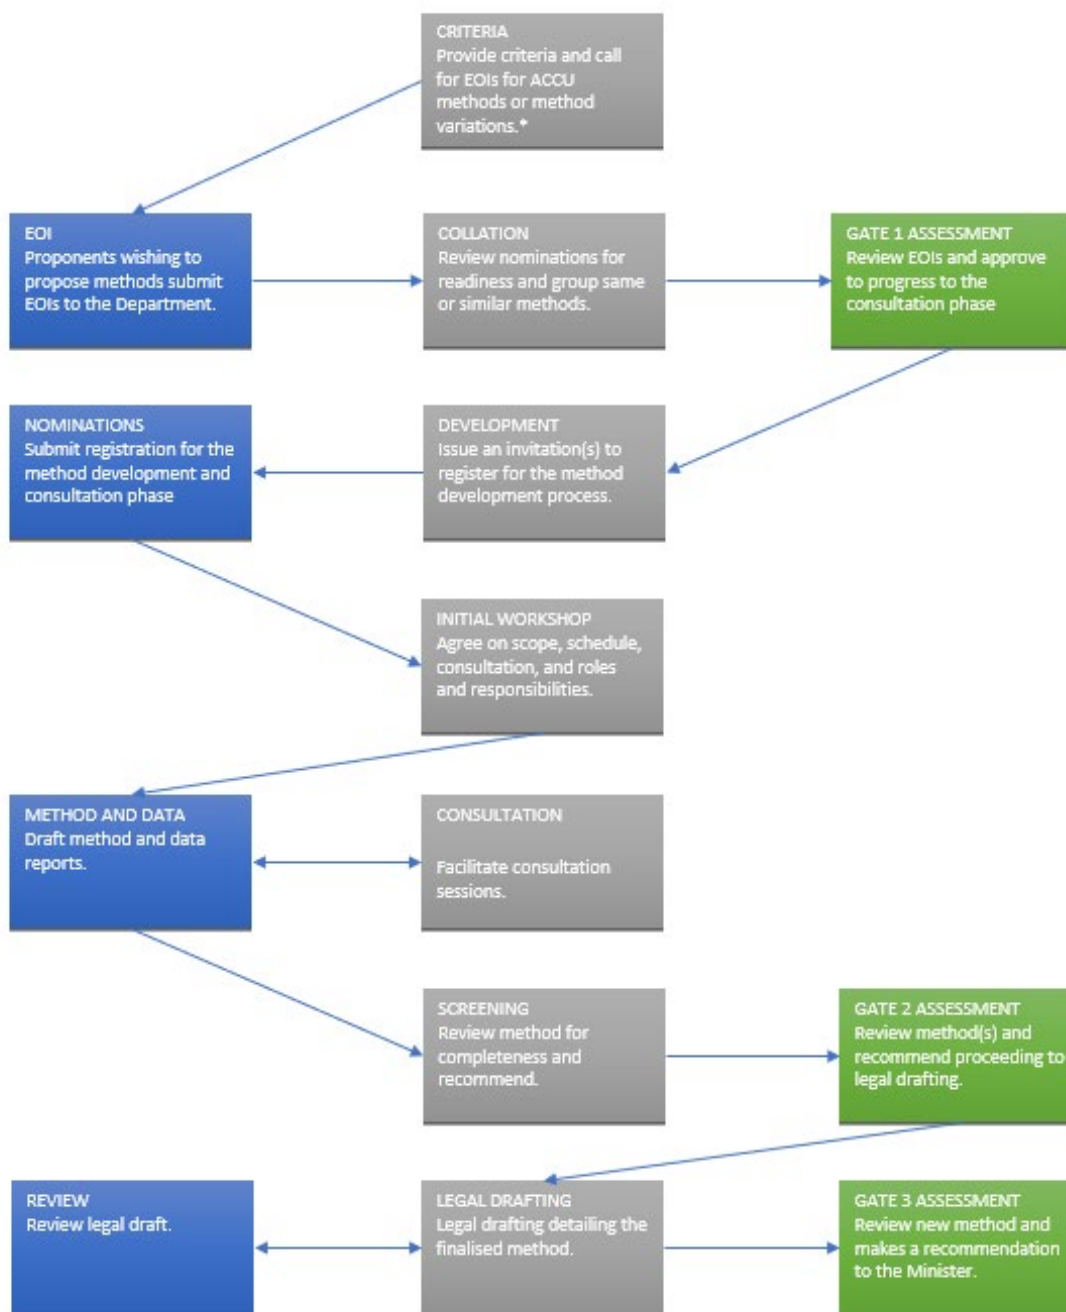 CRITERIA
Provide criteria and call
for EOIs for ACCU
methods or method
variations.*
EOI
Proponents wishing to
propose methods submit
EOIs to the Department.
COLLATION
Review nominations for
readiness and group same
or similar methods.
GATE 1 ASSESSMENT
Review EOIs and approve
to progress to the
consultation phase
NOMINATIONS
Submit registration for the
method development and
consultation phase
DEVELOPMENT
Issue an invitation(s) to
register for the method
development process.
INITIAL WORKSHOP
Agree on scope, schedule,
consultation, and roles
and responsibilities.
METHOD AND DATA
Draft method and data
reports.
CONSULTATION
Facilitate consultation
sessions.
SCREENING
Review method for
completeness and
recommend.
GATE 2 ASSESSMENT
Review method(s) and
recommend proceeding to
legal drafting.
REVIEW
Review legal draft.
LEGAL DRAFTING
Legal drafting detailing the
finalised method.
GATE 3 ASSESSMENT
Review new method and
makes a recommendation
to the Minister.